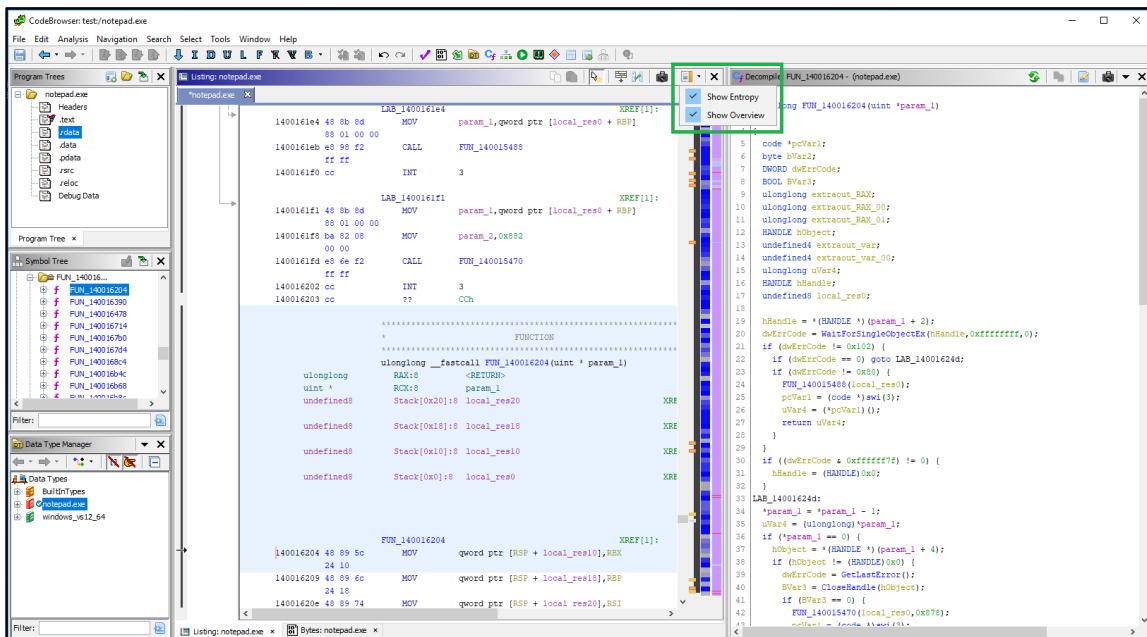 CodeBrowser: test:/notepad.exe
File Edit Analysis Navigation Search Select Tools Window Help
I D U L F B
Program Trees
notepad.exe
Headers
.text
.rdata
.data
.pdata
.rsrc
.reloc
Debug Data
Program Tree ×
Symbol Tree
FUN_140016...
f FUN_140016204
f FUN_140016390
f FUN_140016478
f FUN_140016714
f FUN_1400167b0
f FUN_1400167d4
f FUN_1400168c4
f FUN_140016b4c
f FUN_140016b68
f FUN_140016b8c
Filter:
Data Type Manager
Data Types
BuiltInTypes
notepad.exe
windows_vs12_64
Filter:
Listing: notepad.exe
*notepad.exe
LAB_1400161e4 XREF[1]:
1400161e4 48 8b 8d MOV param_1,qword ptr [local_res0 + RBP]
88 01 00 00
1400161eb e8 98 f2 CALL FUN_140015488
ff ff
1400161f0 cc INT 3
LAB_1400161f1 XREF[1]:
1400161f1 48 8b 8d MOV param_1,qword ptr [local_res0 + RBP]
88 01 00 00
1400161f8 ba 82 08 MOV param_2,0x882
00 00
1400161fd e8 6e f2 CALL FUN_140015470
ff ff
140016202 cc INT 3
140016203 cc ?? CCh
* FUNCTION
ulonglong __fastcall FUN_140016204(uint * param_1)
ulonglong RAX:8 <RETURN>
uint * RCX:8 param_1
undefined8 Stack[0x20]:8 local_res20 XRE
undefined8 Stack[0x18]:8 local_res18 XRE
undefined8 Stack[0x10]:8 local_res10 XRE
undefined8 Stack[0x0]:8 local_res0 XRE
FUN_140016204 XREF[1]:
140016204 48 89 5c MOV qword ptr [RSP + local_res10],RBX
24 10
140016209 48 89 6c MOV qword ptr [RSP + local_res18],RBP
24 18
14001620e 48 89 74 MOV qword ptr [RSP + local_res20],RSI
Listing: notepad.exe × Bytes: notepad.exe ×
Show Entropy
Show Overview
Decompile: FUN_140016204 - (notepad.exe)
ong FUN_140016204(uint *param_1)
4 {
5 code *pcVar1;
6 byte bVar2;
7 DWORD dwErrCode;
8 BOOL BVar3;
9 ulonglong extraout_RAX;
10 ulonglong extraout_RAX_00;
11 ulonglong extraout_RAX_01;
12 HANDLE hObject;
13 undefined4 extraout_var;
14 undefined4 extraout_var_00;
15 ulonglong uVar4;
16 HANDLE hHandle;
17 undefined8 local_res0;
18
19 hHandle = *(HANDLE *)(param_1 + 2);
20 dwErrCode = WaitForSingleObjectEx(hHandle,0xffffffff,0);
21 if (dwErrCode != 0x102) {
22 if (dwErrCode == 0) goto LAB_14001624d;
23 if (dwErrCode != 0x80) {
24 FUN_140015488(local_res0);
25 pcVar1 = (code *)swi(3);
26 uVar4 = (*pcVar1)();
27 return uVar4;
28 }
29 }
30 if ((dwErrCode & 0xffffff7f) != 0) {
31 hHandle = (HANDLE)0x0;
32 }
33 LAB_14001624d:
34 *param_1 = *param_1 - 1;
35 uVar4 = (ulonglong)*param_1;
36 if (*param_1 == 0) {
37 hObject = *(HANDLE *)(param_1 + 4);
38 if (hObject != (HANDLE)0x0) {
39 dwErrCode = GetLastError();
40 BVar3 = CloseHandle(hObject);
41 if (BVar3 == 0) {
42 FUN_140015470(local_res0,0x878);
43 pcVar1 = (code *)swi(3);